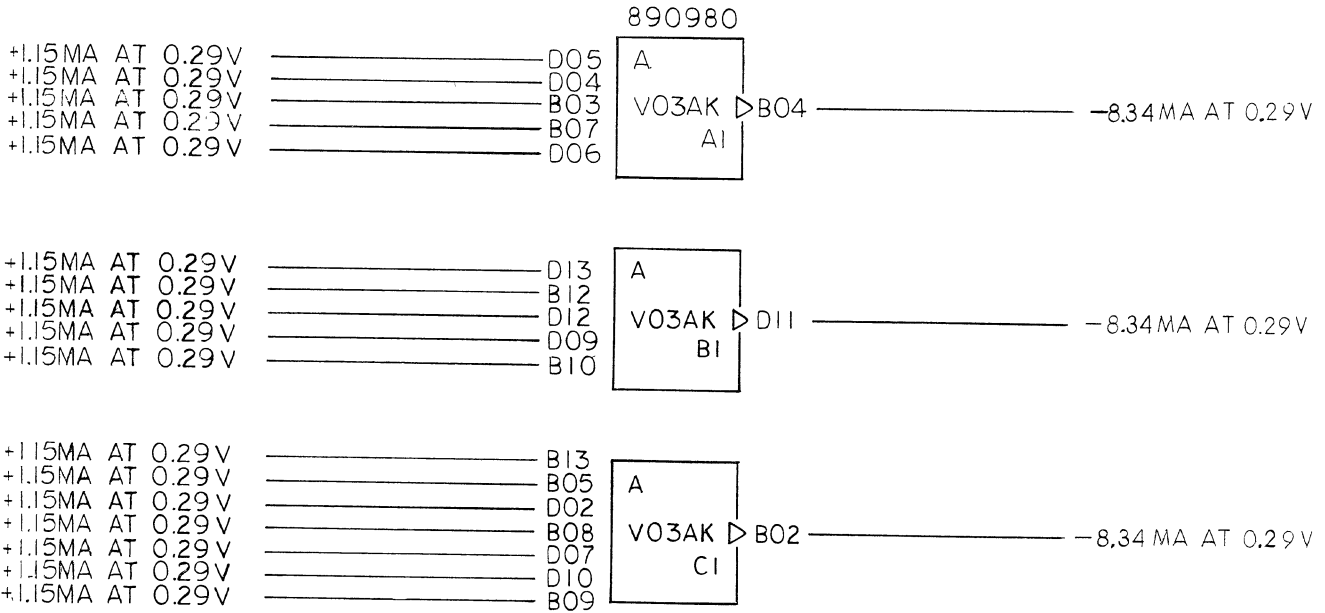 890980
+1.15MA AT 0.29V D05 A
+1.15MA AT 0.29V D04
+1.15MA AT 0.29V B03 V03AK B04 -8.34MA AT 0.29V
+1.15MA AT 0.29V B07
+1.15MA AT 0.29V D06 A1
+1.15MA AT 0.29V D13 A
+1.15MA AT 0.29V B12
+1.15MA AT 0.29V D12 V03AK D11 -8.34MA AT 0.29V
+1.15MA AT 0.29V D09 B1
+1.15MA AT 0.29V B10
+1.15MA AT 0.29V B13
+1.15MA AT 0.29V B05 A
+1.15MA AT 0.29V D02
+1.15MA AT 0.29V B08 V03AK B02 -8.34MA AT 0.29V
+1.15MA AT 0.29V D07 C1
+1.15MA AT 0.29V D10
+1.15MA AT 0.29V B09